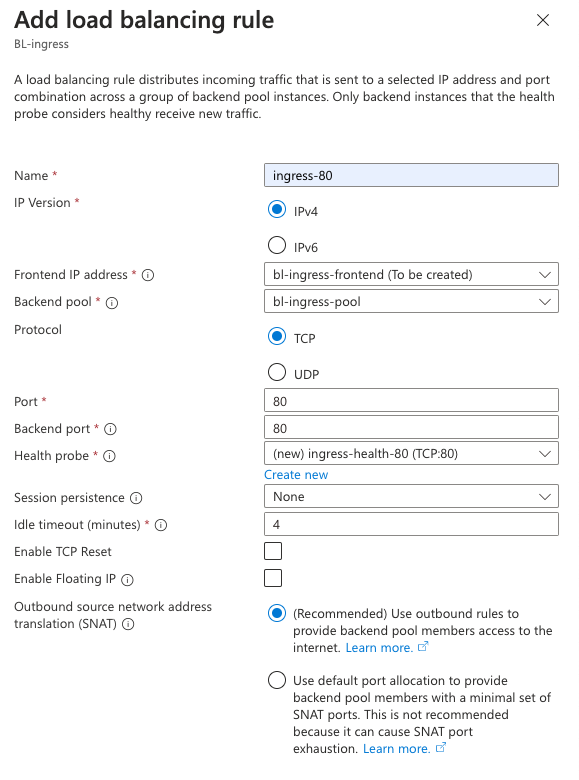 Add load balancing rule
BL-ingress
A load balancing rule distributes incoming traffic that is sent to a selected IP address and port
combination across a group of backend pool instances. Only backend instances that the health
probe considers healthy receive new traffic.
Name * ingress-80
IP Version * IPv4
IPv6
Frontend IP address * bl-ingress-frontend (To be created)
Backend pool * bl-ingress-pool
Protocol TCP
UDP
Port * 80
Backend port * 80
Health probe * (new) ingress-health-80 (TCP:80)
Create new
Session persistence None
Idle timeout (minutes) * 4
Enable TCP Reset
Enable Floating IP
Outbound source network address
translation (SNAT)
(Recommended) Use outbound rules to
provide backend pool members access to the
internet. Learn more.
Use default port allocation to provide
backend pool members with a minimal set of
SNAT ports. This is not recommended
because it can cause SNAT port
exhaustion. Learn more.